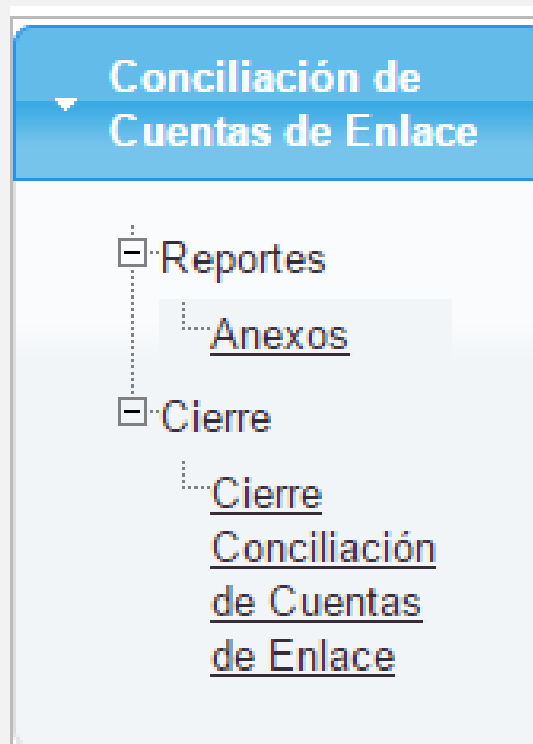 Conciliación de
Cuentas de Enlace
Reportes
Anexos
Cierre
Cierre
Conciliación
de Cuentas
de Enlace